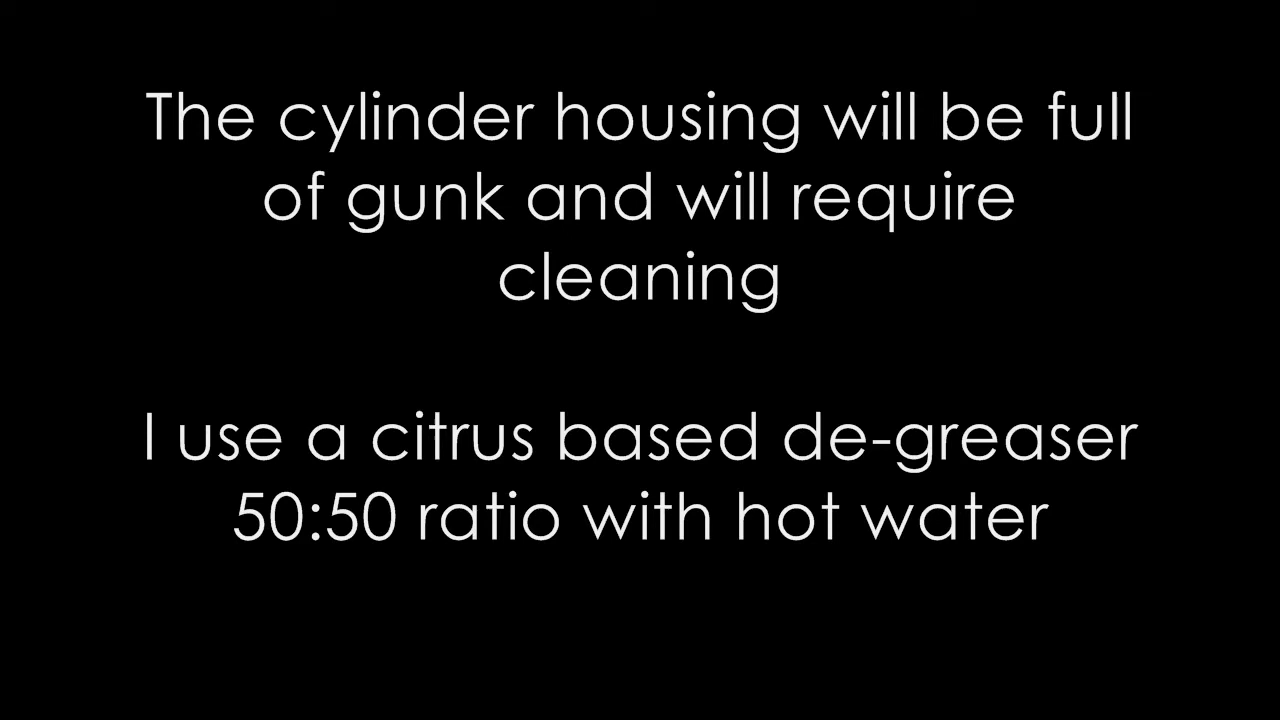 The cylinder housing will be full
of gunk and will require
cleaning
I use a citrus based de-greaser
50:50 ratio with hot water